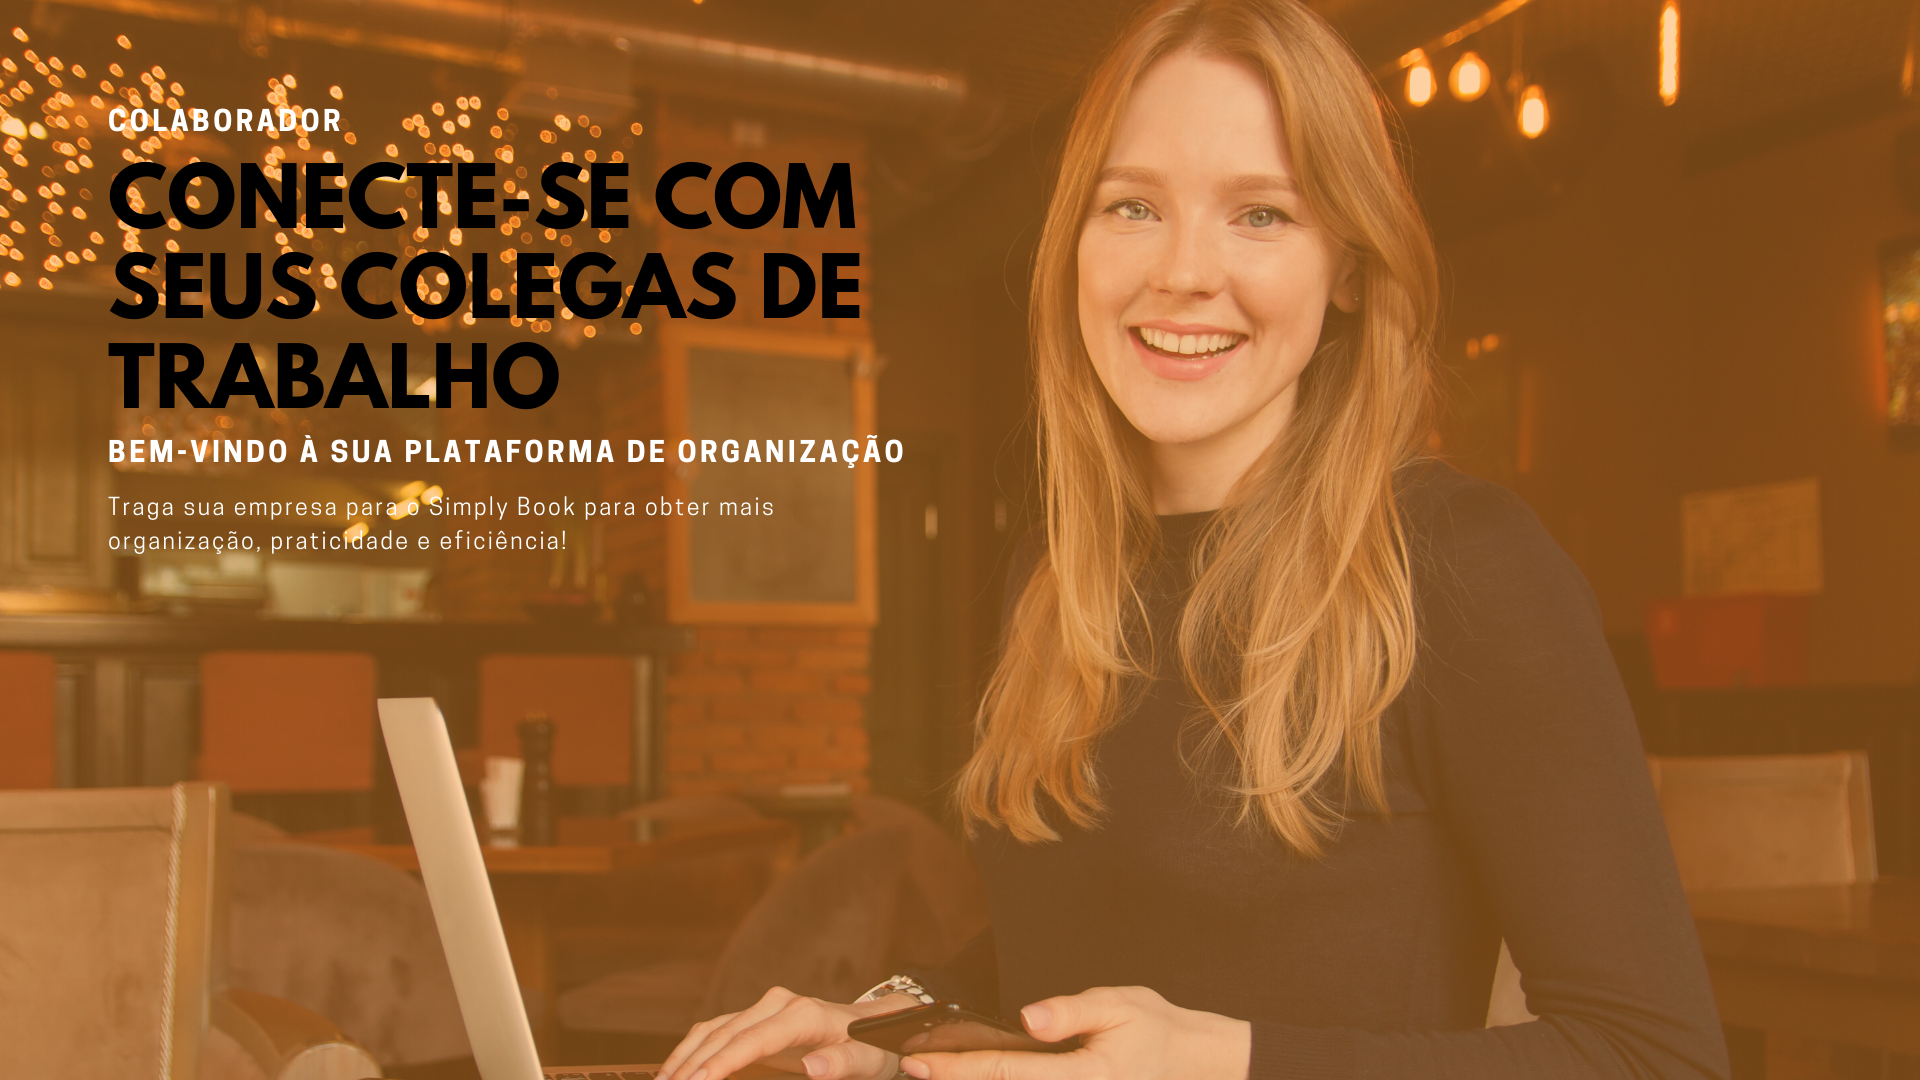 COLABORADOR
CONECTE-SE COM
SEUS COLEGAS DE
TRABALHO
BEM-VINDO À SUA PLATAFORMA DE ORGANIZAÇÃO
Traga sua empresa para o Simply Book para obter mais
organização, praticidade e eficiência!